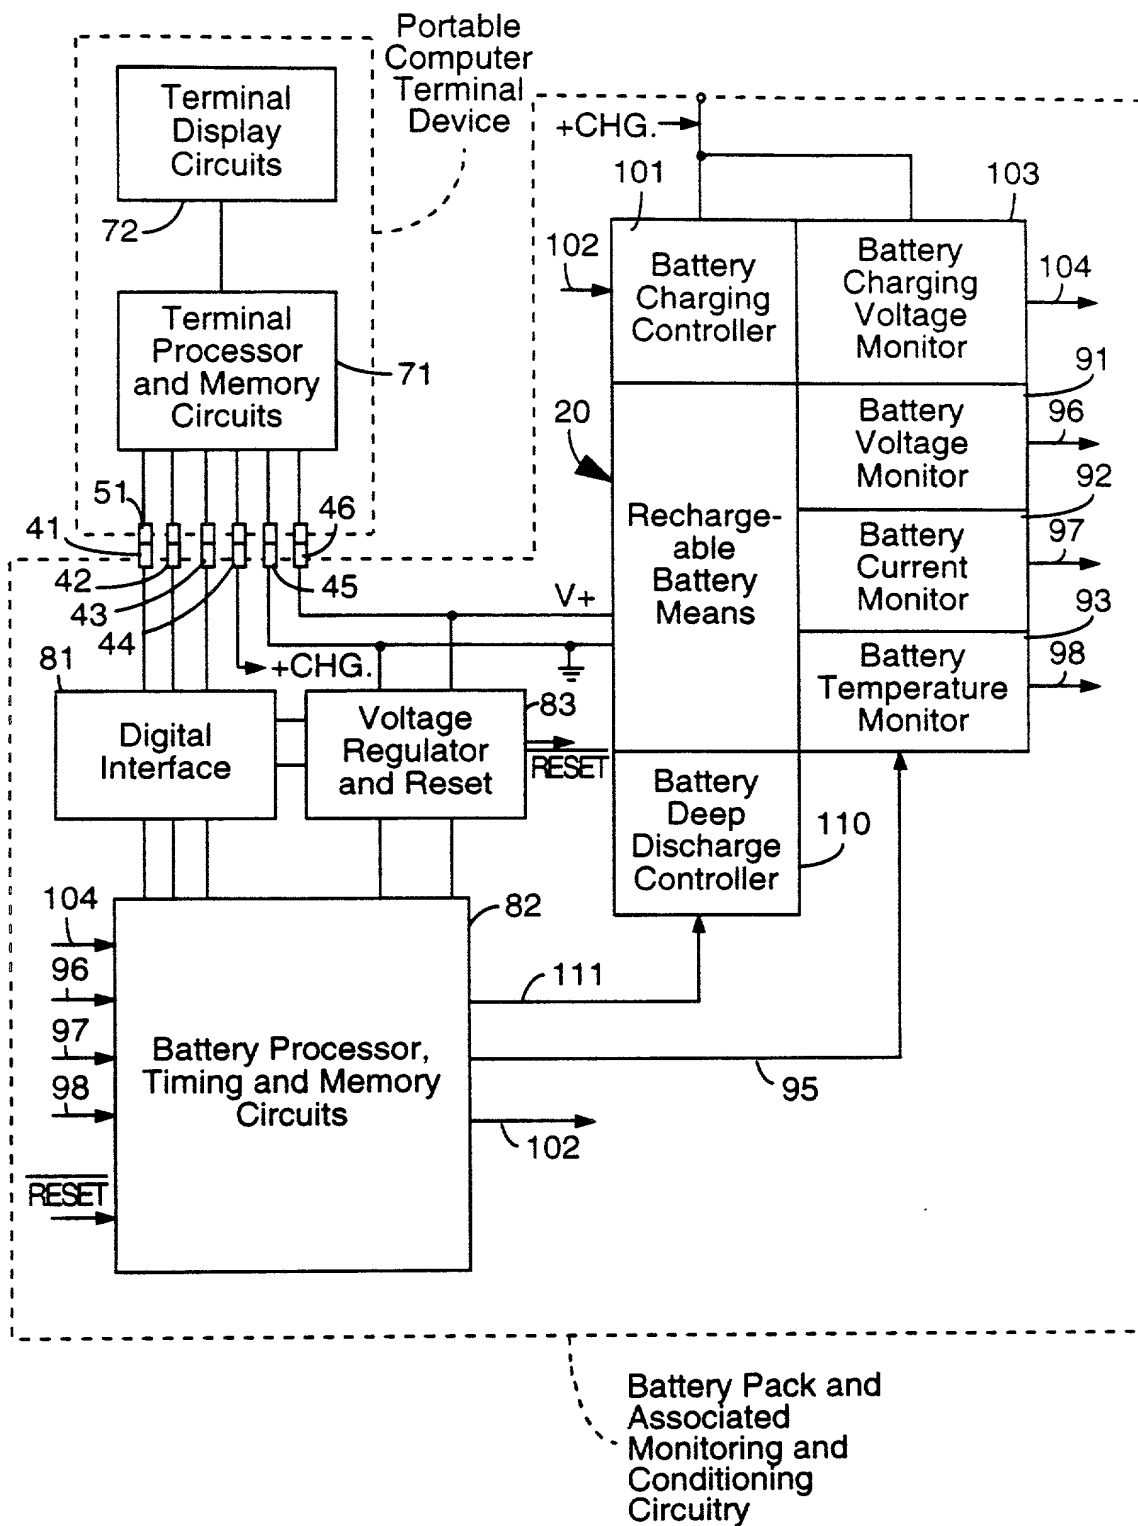 Portable
Computer
Terminal
Device
Terminal
Display
Circuits
72
Terminal
Processor
and Memory
Circuits
71
51
41
42
43
44
45
46
+CHG.
101
103
102
Battery
Charging
Controller
Battery
Charging
Voltage
Monitor
104
91
20
Recharge-
able
Battery
Means
Battery
Voltage
Monitor
96
92
Battery
Current
Monitor
97
93
Battery
Temperature
Monitor
98
V+
+CHG.
81
Digital
Interface
Voltage
Regulator
and Reset
83
RESET
Battery
Deep
Discharge
Controller
110
82
104
96
97
98
RESET
Battery Processor,
Timing and Memory
Circuits
111
95
102
Battery Pack and
Associated
Monitoring and
Conditioning
Circuitry